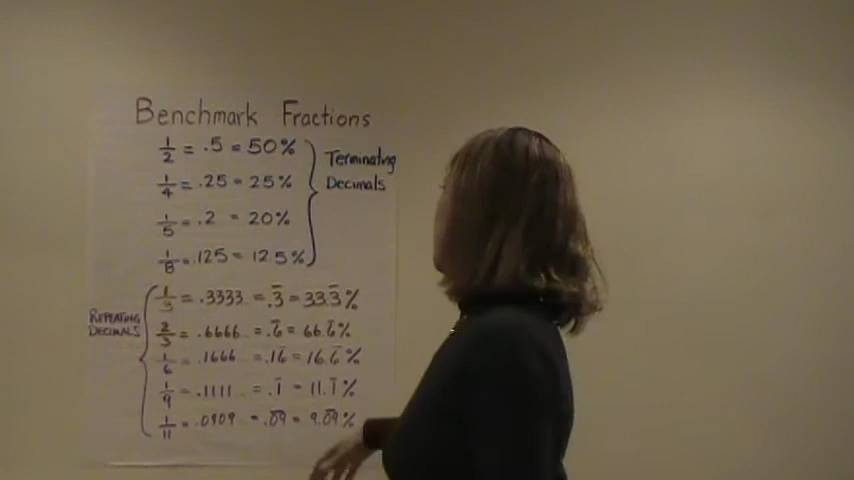 Benchmark Fractions
1/2 = .5 = 50%
1/4 = .25 = 25%
1/5 = .2 = 20%
1/8 = .125 = 12.5%
Terminating
Decimals
REPEATING
DECIMALS
1/3 = .3333... = .3̅ = 33.3̅%
2/3 = .6666... = .6̅ = 66.6̅%
1/6 = .1666... = .16̅ = 16.6̅%
1/9 = .1111... = .1̅ = 11.1̅%
1/11 = .0909... = .0̅9̅ = 9.0̅9̅%